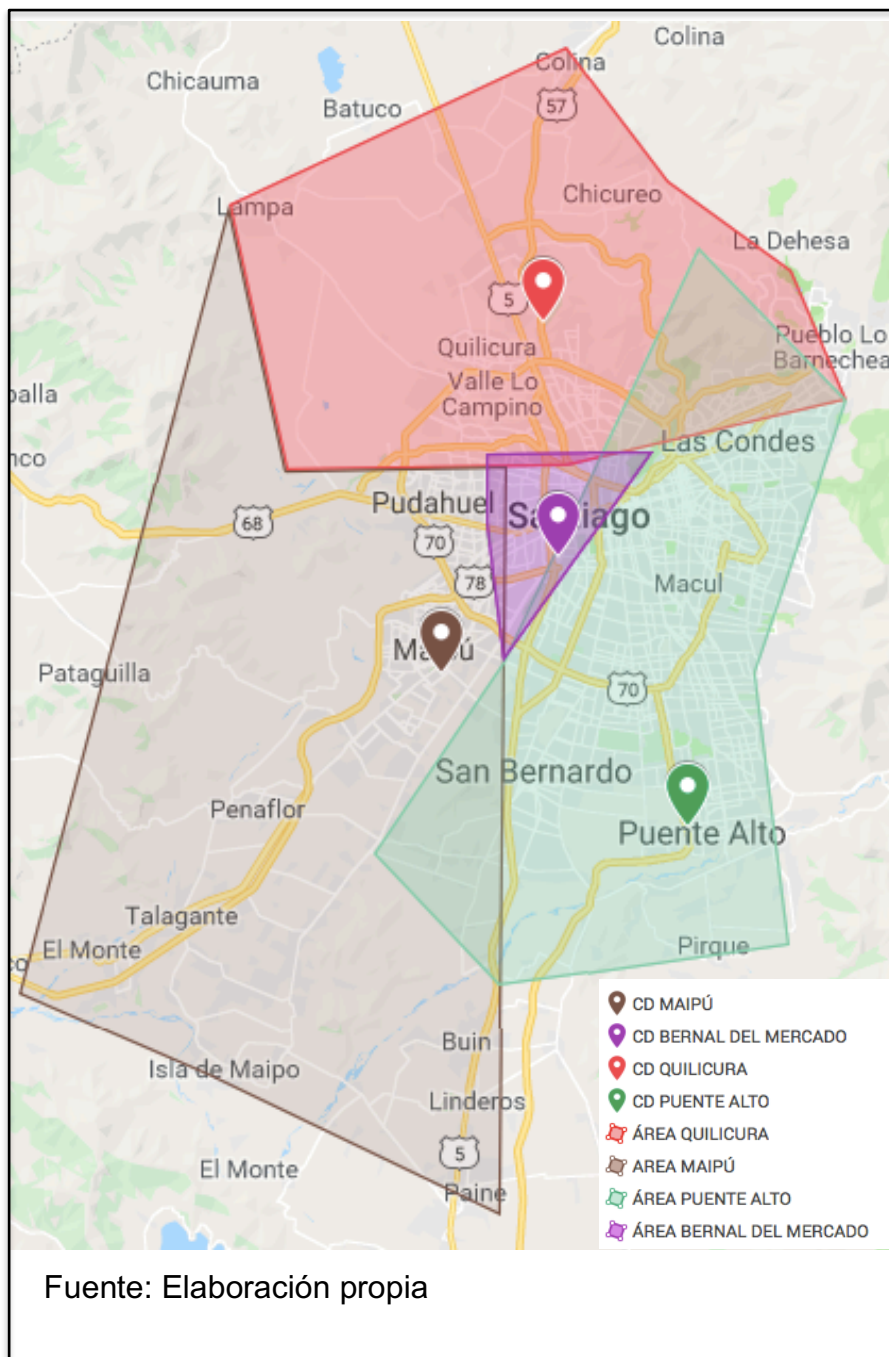 Colina
Colina
Chicauma
Batuco
57
Chicureo
Lampa
La Dehesa
5
Quilicura
Pueblo Lo
Barnechea
Valle Lo
Campino
palla
nco
Las Condes
Pudahuel
Santiago
68
70
78
Macul
Maipú
Pataguilla
70
San Bernardo
Penaflor
Puente Alto
Talagante
El Monte
Pirque
Buin
Isla de Maipo
Linderos
5
El Monte
Paine
CD MAIPÚ
CD BERNAL DEL MERCADO
CD QUILICURA
CD PUENTE ALTO
ÁREA QUILICURA
AREA MAIPÚ
ÁREA PUENTE ALTO
ÁREA BERNAL DEL MERCADO
Fuente: Elaboración propia